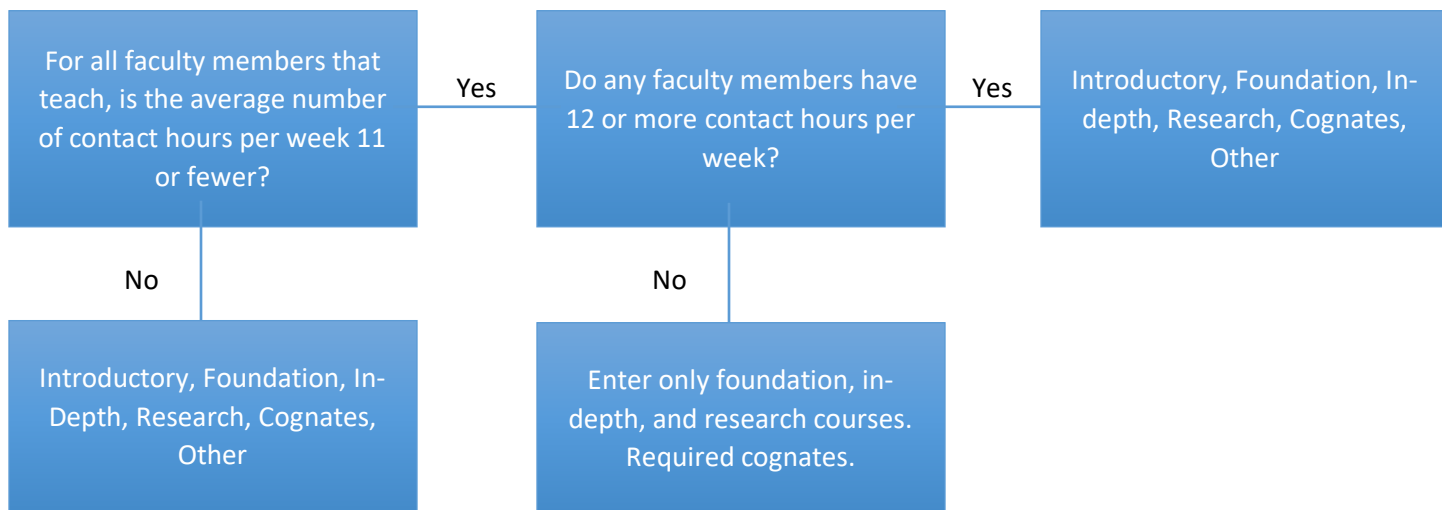 For all faculty members that
teach, is the average number
of contact hours per week 11
or fewer?
Yes
Do any faculty members have
12 or more contact hours per
week?
Yes
Introductory, Foundation, In-
depth, Research, Cognates,
Other
No
No
Introductory, Foundation, In-
Depth, Research, Cognates,
Other
Enter only foundation, in-
depth, and research courses.
Required cognates.